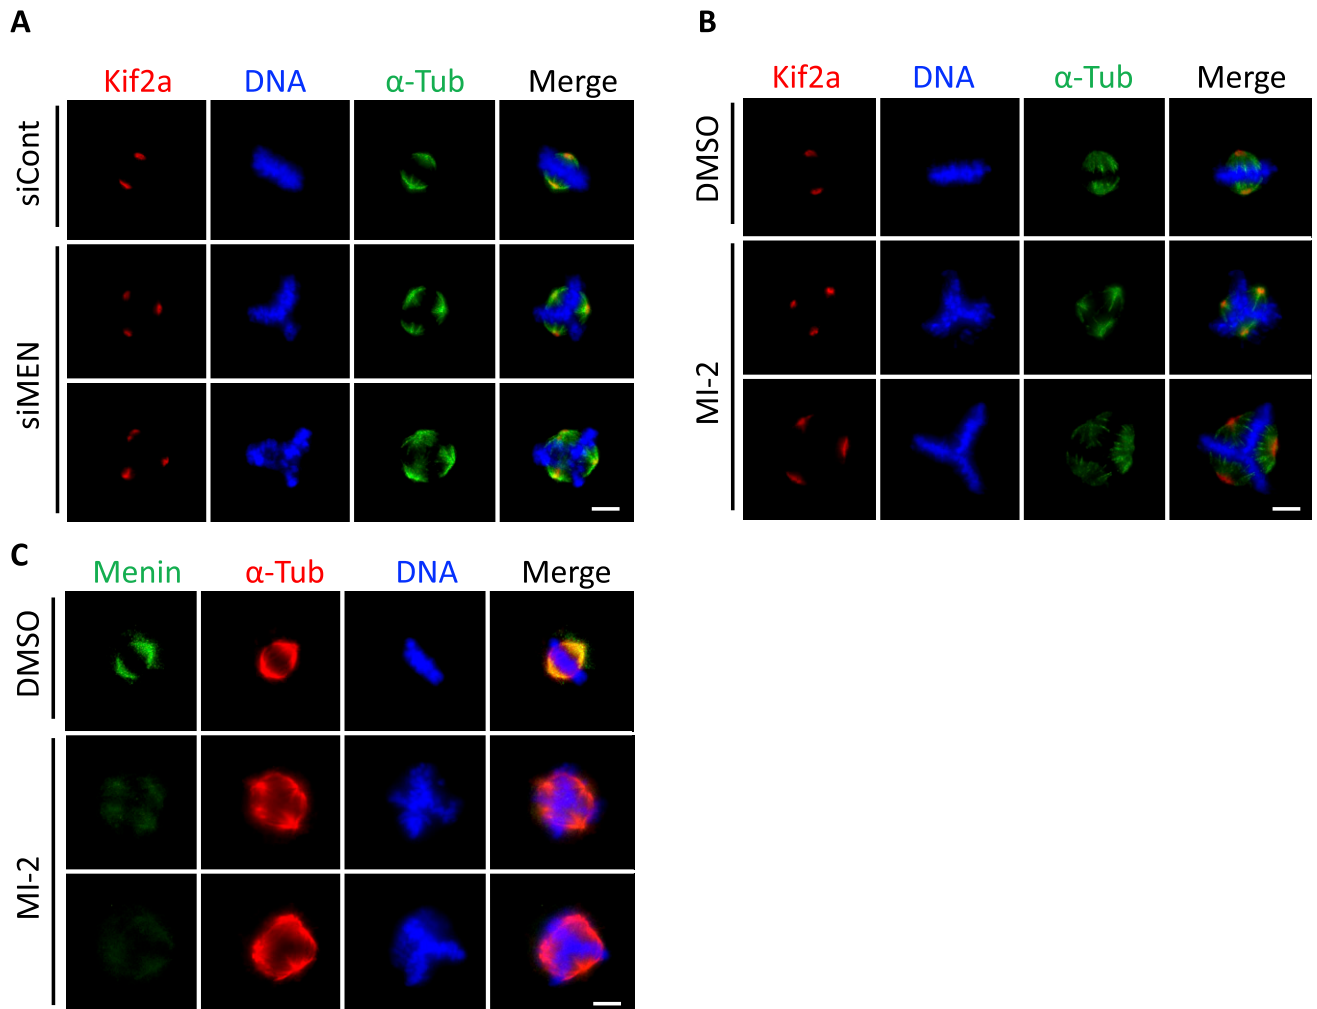 A
Kif2a DNA α-Tub Merge
siCont
siMEN
B
Kif2a DNA α-Tub Merge
DMSO
MI-2
C
Menin α-Tub DNA Merge
DMSO
MI-2